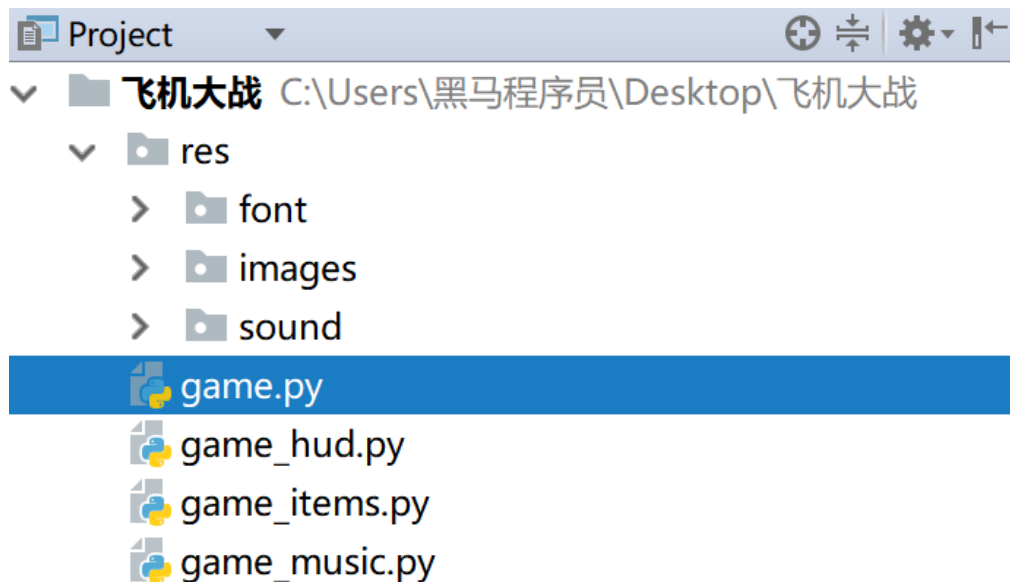 Project
飞机大战 C:\Users\黑马程序员\Desktop\飞机大战
res
font
images
sound
game.py
game_hud.py
game_items.py
game_music.py